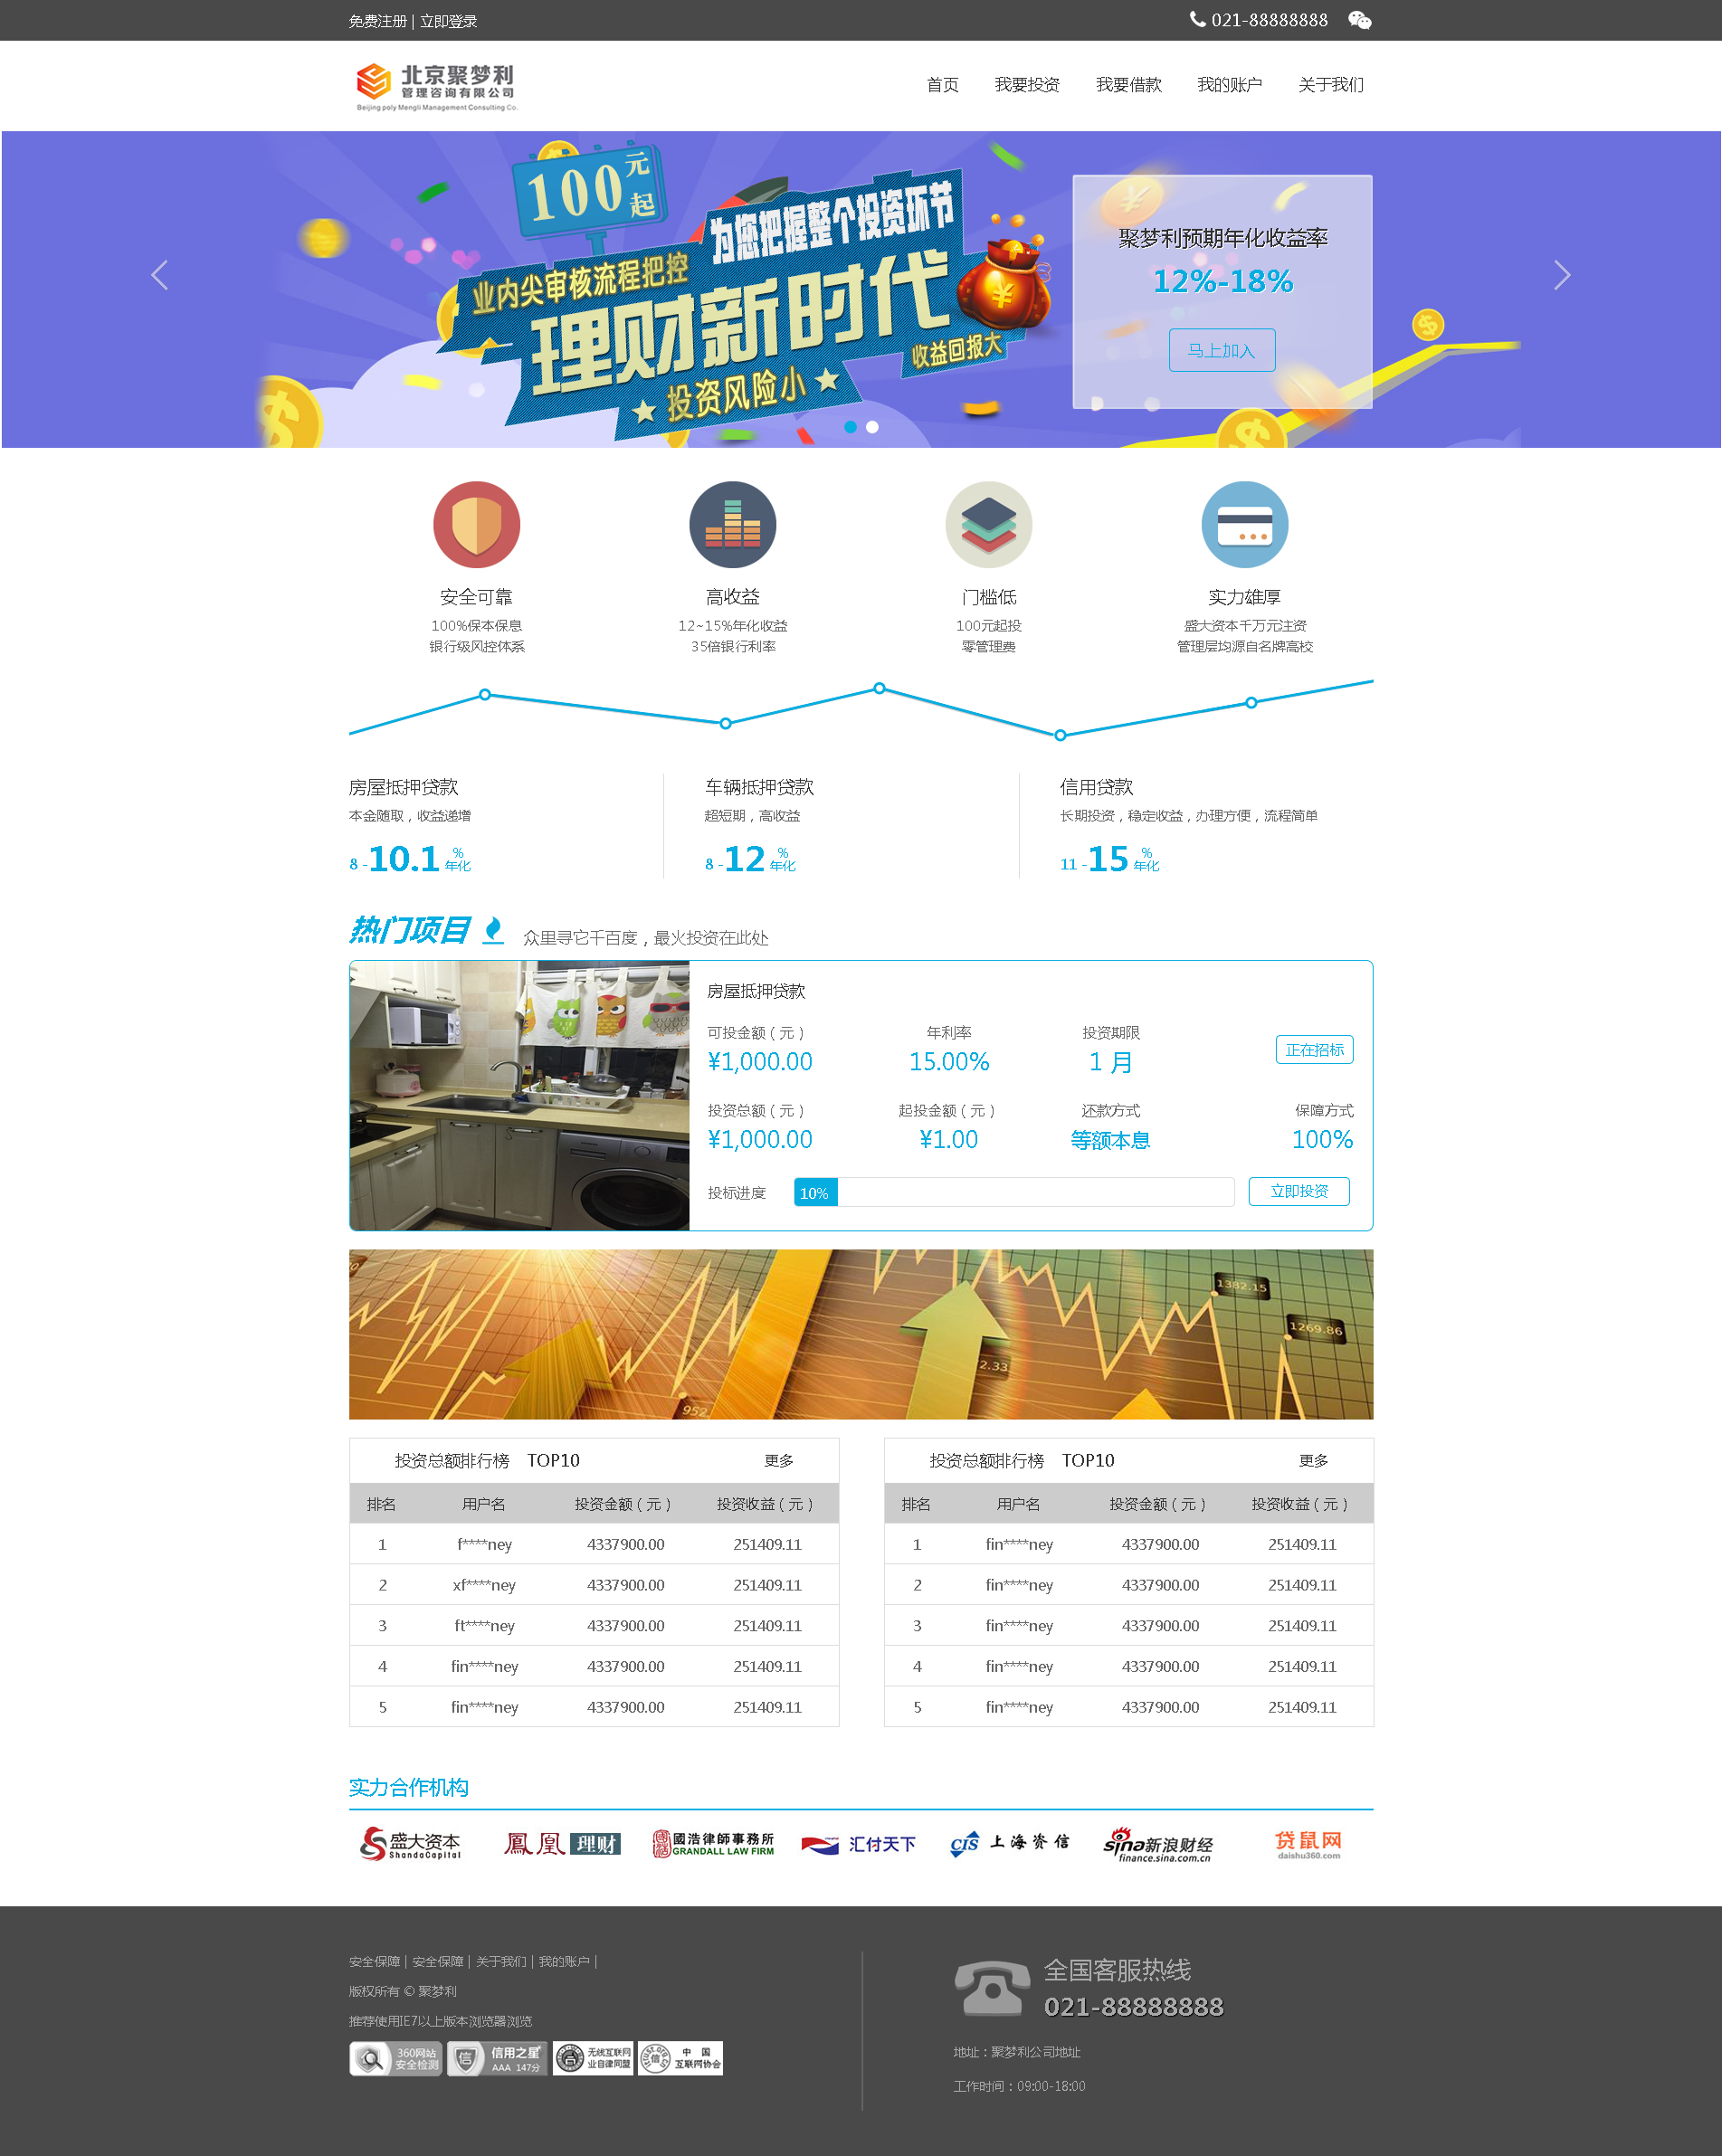 免费注册 | 立即登录
021-88888888
北京聚梦利
管理咨询有限公司
Beijing poly Mengli Management Consulting Co.
首页 我要投资 我要借款 我的账户 关于我们
100元起
为您把握整个投资环节
业内尖审核流程把控
理财新时代
收益回报大
投资风险小
聚梦利预期年化收益率
12%-18%
马上加入
安全可靠 高收益 门槛低 实力雄厚
100%保本保息 12~15%年化收益 100元起投 盛大资本千万元注资
银行级风控体系 35倍银行利率 零管理费 管理层均源自名牌高校
房屋抵押贷款 车辆抵押贷款 信用贷款
本金随取，收益递增 超短期，高收益 长期投资，稳定收益，办理方便，流程简单
8 -10.1 % 年化 8 -12 % 年化 11 -15 % 年化
热门项目 众里寻它千百度，最火投资在此处
房屋抵押贷款
可投金额（元） 年利率 投资期限
¥1,000.00 15.00% 1 月 正在招标
投资总额（元） 起投金额（元） 还款方式 保障方式
¥1,000.00 ¥1.00 等额本息 100%
投标进度 10% 立即投资
1382.15
1269.86
2.33
952
投资总额排行榜 TOP10 更多
排名 用户名 投资金额（元） 投资收益（元）
1 f****ney 4337900.00 251409.11
2 xf****ney 4337900.00 251409.11
3 ft****ney 4337900.00 251409.11
4 fin****ney 4337900.00 251409.11
5 fin****ney 4337900.00 251409.11
投资总额排行榜 TOP10 更多
排名 用户名 投资金额（元） 投资收益（元）
1 fin****ney 4337900.00 251409.11
2 fin****ney 4337900.00 251409.11
3 fin****ney 4337900.00 251409.11
4 fin****ney 4337900.00 251409.11
5 fin****ney 4337900.00 251409.11
实力合作机构
盛大资本 ShandaCapital
鳳凰理财
國浩律師事務所 GRANDALL LAW FIRM
汇付天下
CIS 上海资信
sina新浪财经 finance.sina.com.cn
贷鼠网 daishu360.com
安全保障 | 安全保障 | 关于我们 | 我的账户 |
版权所有 © 聚梦利
推荐使用IE7以上版本浏览器浏览
360网站 安全检测
信 信用之星 AAA 147分
无线互联网 业自律同盟
信 中国 互联网协会
全国客服热线
021-88888888
地址：聚梦利公司地址
工作时间：09:00-18:00